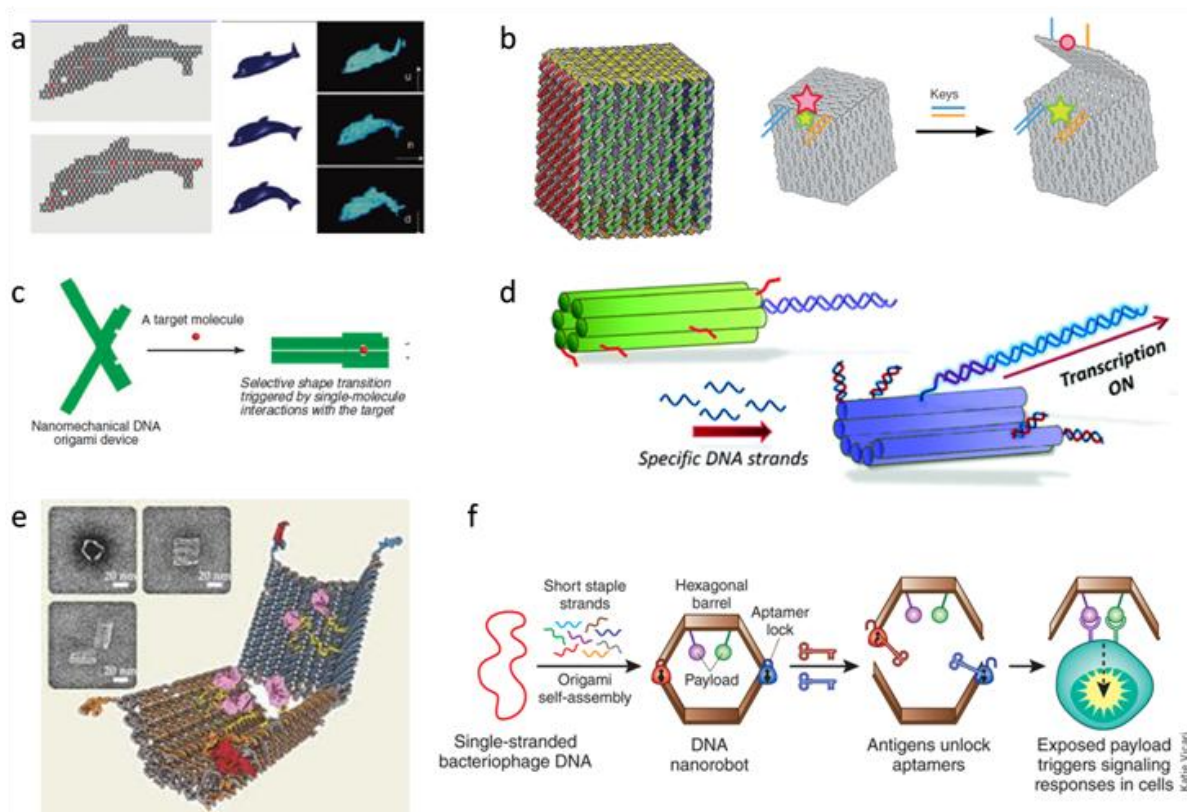 a
u
n
d
b
Keys
c
A target molecule
Nanomechanical DNA
origami device
Selective shape transition
triggered by single-molecule
interactions with the target
d
Specific DNA strands
Transcription
ON
e
20 nm
20 nm
20
f
Short staple
strands
Origami
self-assembly
Single-stranded
bacteriophage DNA
Hexagonal
barrel
Aptamer
lock
Payload
DNA
nanorobot
Antigens unlock
aptamers
Exposed payload
triggers signaling
responses in cells
Katie Vicari